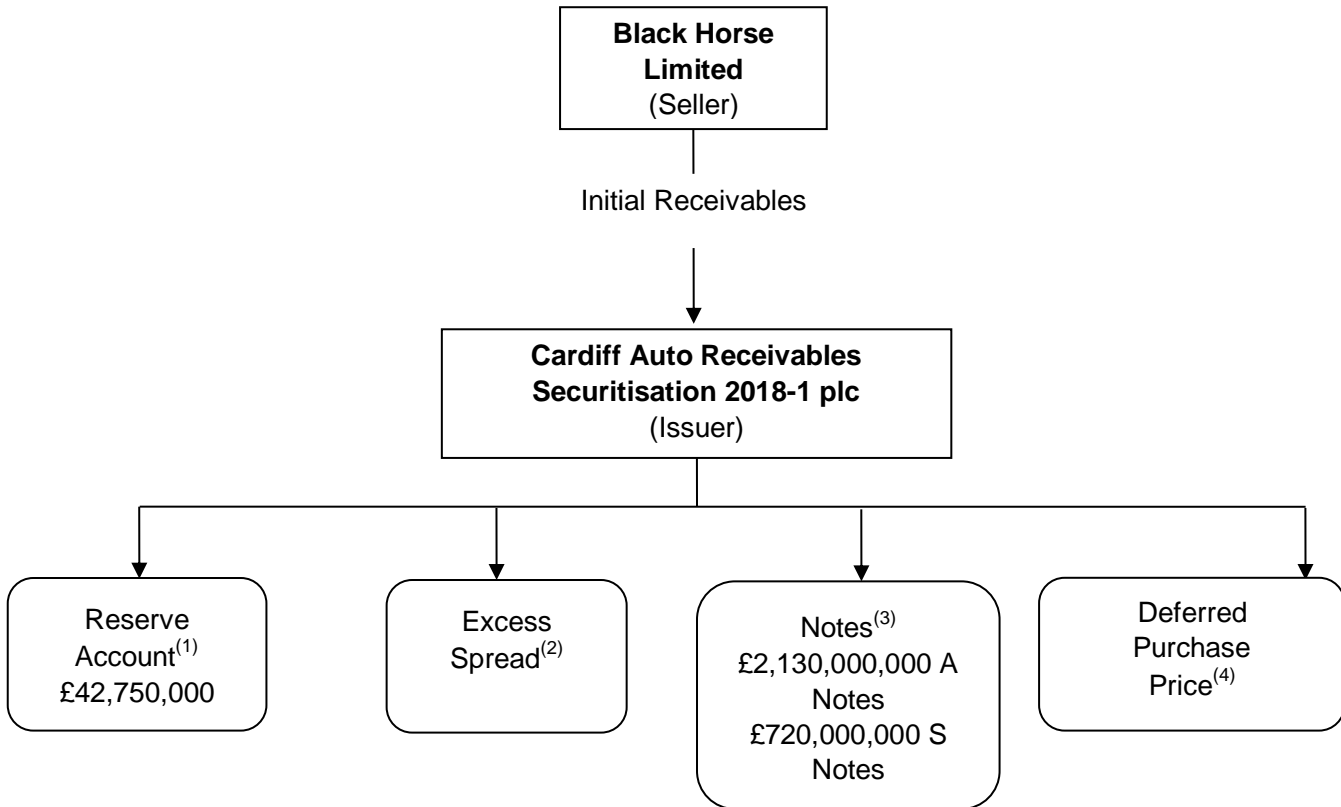 Black Horse
Limited
(Seller)
Initial Receivables
Cardiff Auto Receivables
Securitisation 2018-1 plc
(Issuer)
Reserve
Account(1)
£42,750,000
Excess
Spread(2)
Notes(3)
£2,130,000,000 A
Notes
£720,000,000 S
Notes
Deferred
Purchase
Price(4)